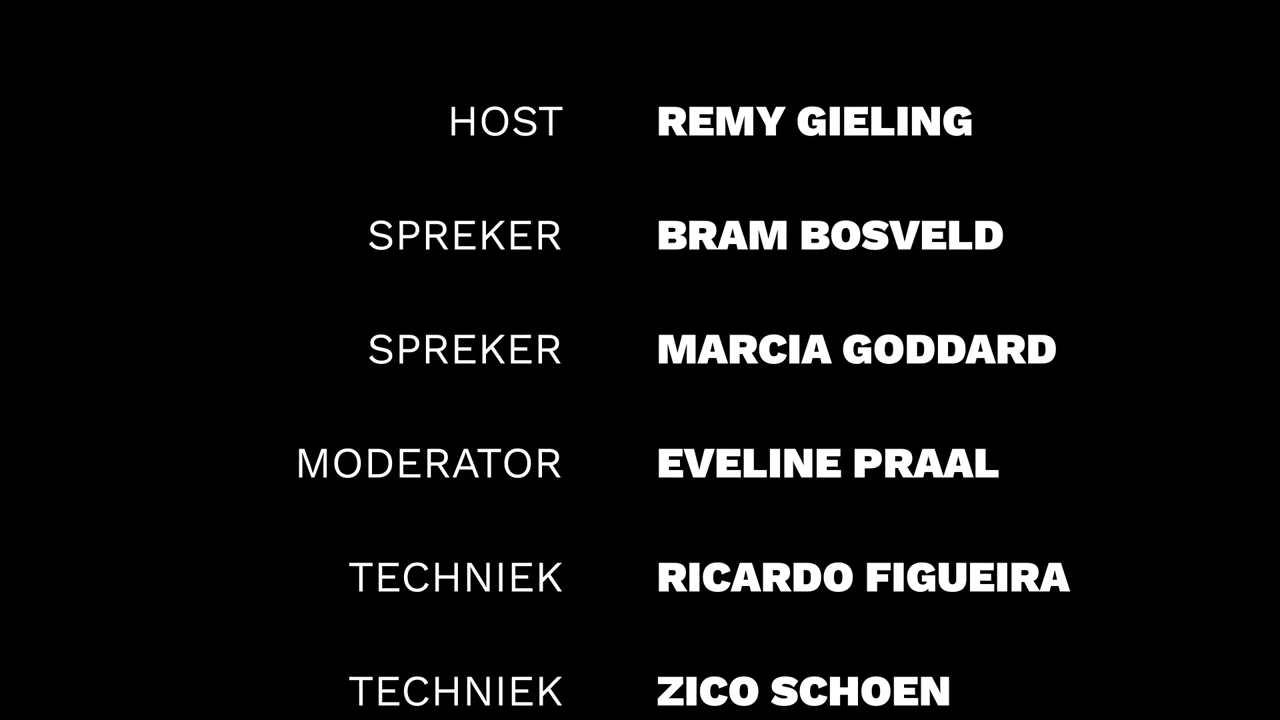 HOST REMY GIELING
SPREKER BRAM BOSVELD
SPREKER MARCIA GODDARD
MODERATOR EVELINE PRAAL
TECHNIEK RICARDO FIGUEIRA
TECHNIEK ZICO SCHOEN